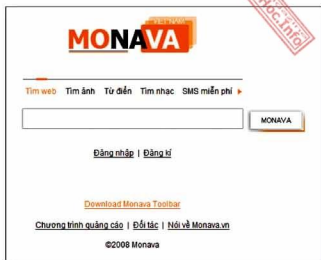 VIETNAM
MONAVA
Tìm web Tìm ảnh Từ điển Tìm nhạc SMS miễn phí
MONAVA
Đăng nhập | Đăng kí
Download Monava Toolbar
Chương trình quảng cáo | Đối tác | Nói về Monava.vn
©2008 Monava